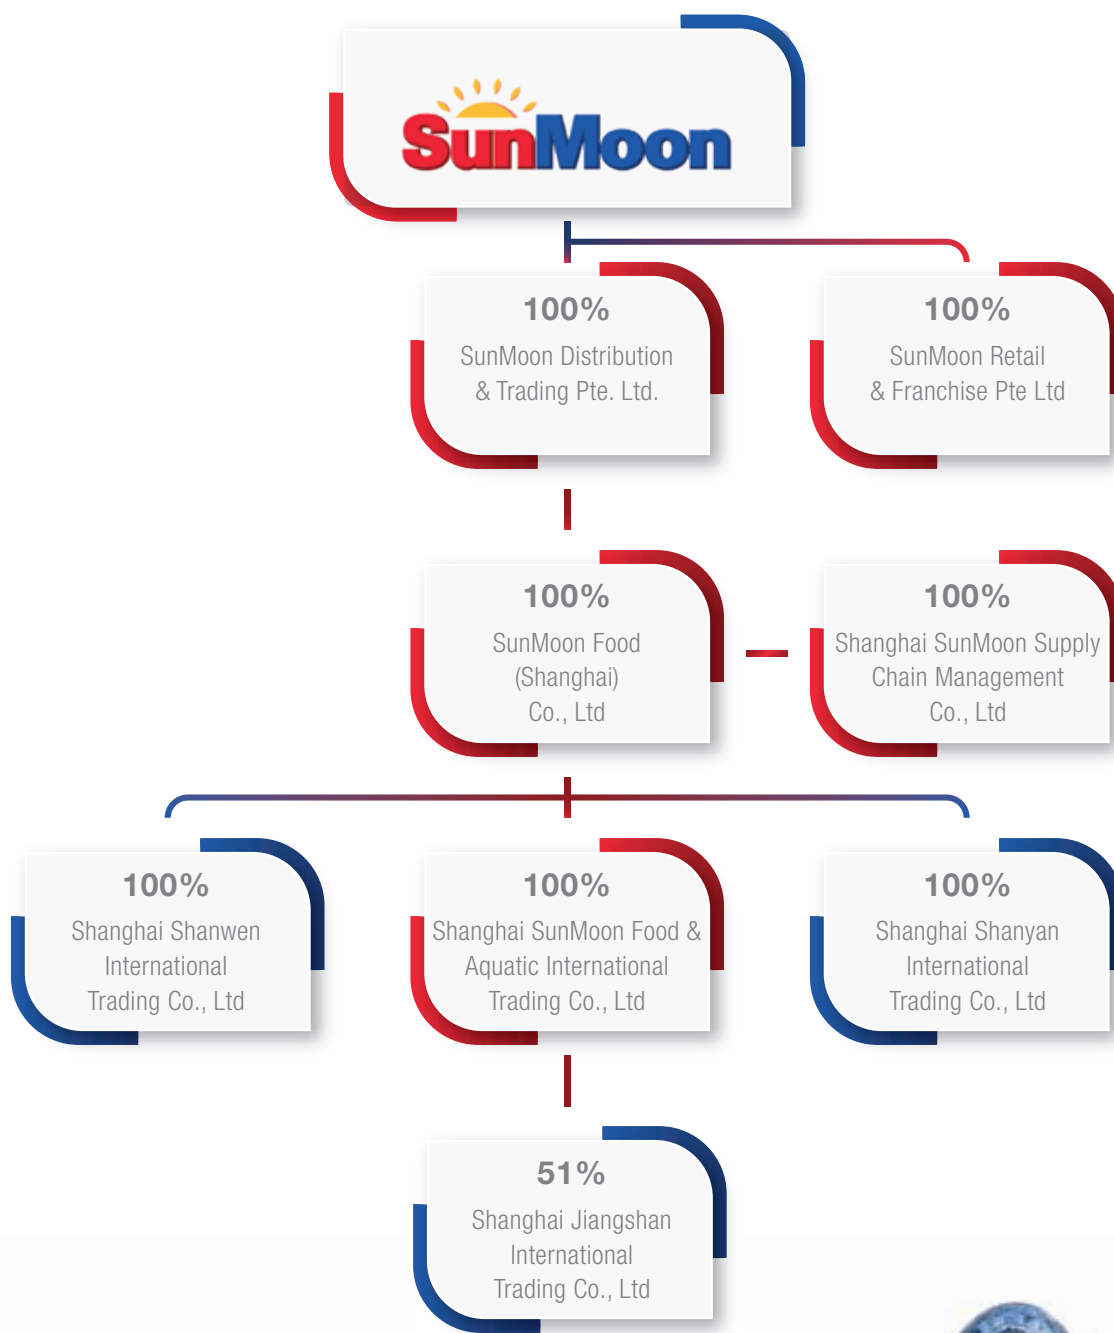 SunMoon
100%
SunMoon Distribution
& Trading Pte. Ltd.
100%
SunMoon Retail
& Franchise Pte Ltd
100%
SunMoon Food
(Shanghai)
Co., Ltd
100%
Shanghai SunMoon Supply
Chain Management
Co., Ltd
100%
Shanghai Shanwen
International
Trading Co., Ltd
100%
Shanghai SunMoon Food &
Aquatic International
Trading Co., Ltd
100%
Shanghai Shanyan
International
Trading Co., Ltd
51%
Shanghai Jiangshan
International
Trading Co., Ltd